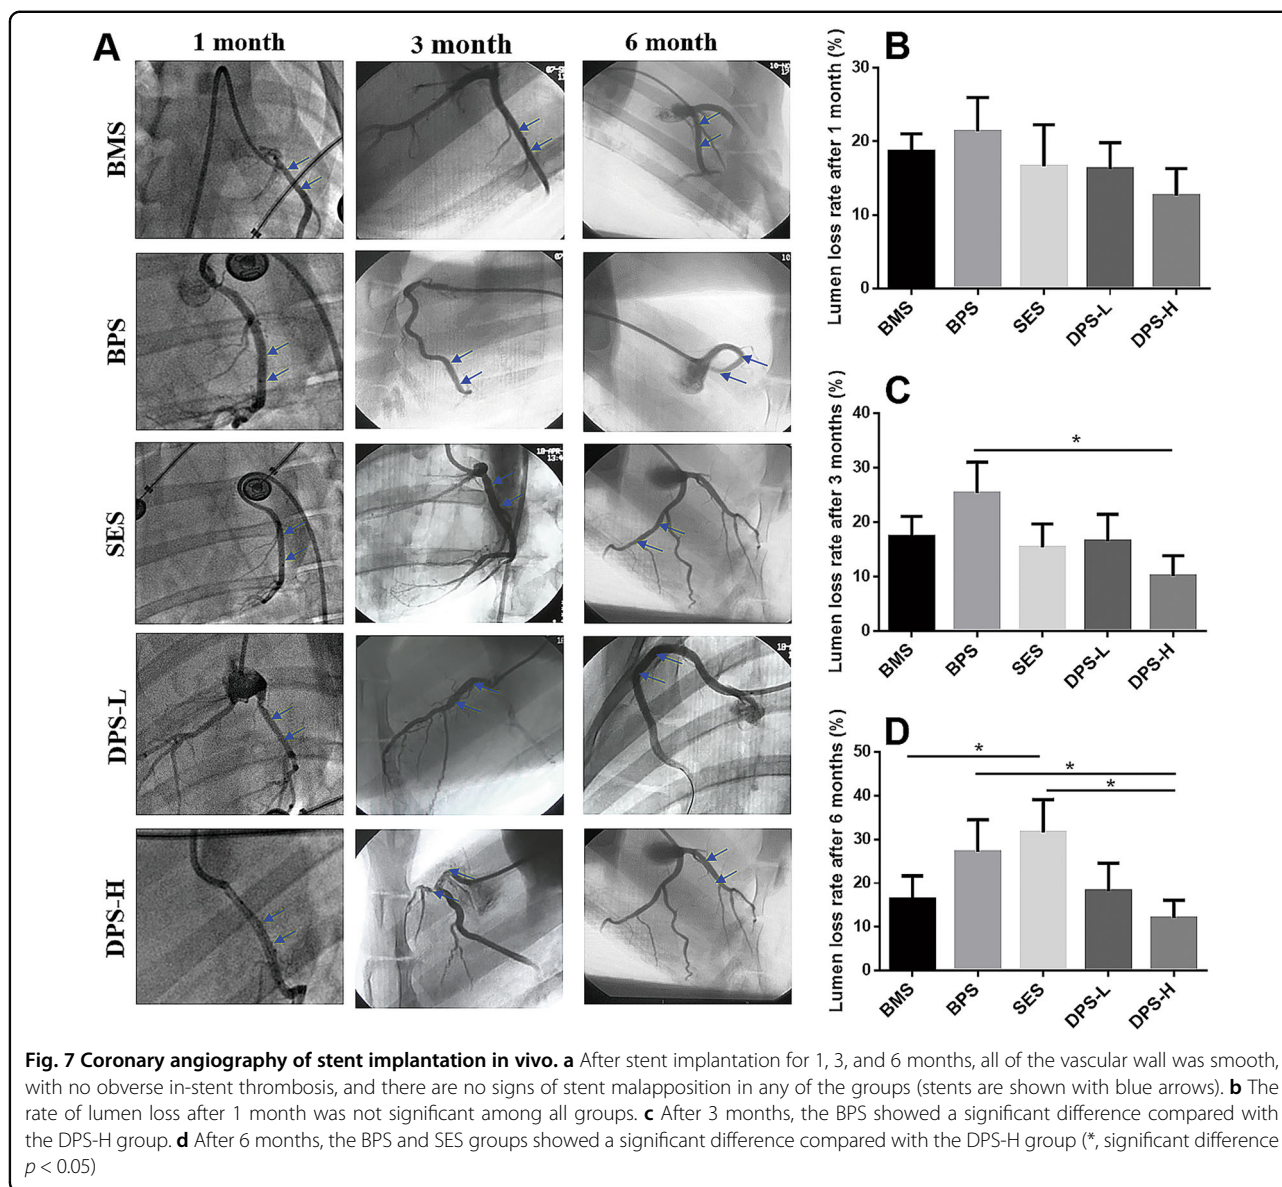 A
1 month
3 month
6 month
BMS
BPS
SES
DPS-L
DPS-H
B
Lumen loss rate after 1 month (%)
30
20
10
0
BMS
BPS
SES
DPS-L
DPS-H
C
Lumen loss rate after 3 months (%)
40
30
20
10
0
*
BMS
BPS
SES
DPS-L
DPS-H
D
Lumen loss rate after 6 months (%)
50
40
30
20
10
0
*
*
*
BMS
BPS
SES
DPS-L
DPS-H
Fig. 7 Coronary angiography of stent implantation in vivo. a After stent implantation for 1, 3, and 6 months, all of the vascular wall was smooth,
with no obverse in-stent thrombosis, and there are no signs of stent malapposition in any of the groups (stents are shown with blue arrows). b The
rate of lumen loss after 1 month was not significant among all groups. c After 3 months, the BPS showed a significant difference compared with
the DPS-H group. d After 6 months, the BPS and SES groups showed a significant difference compared with the DPS-H group (*, significant difference
p < 0.05)